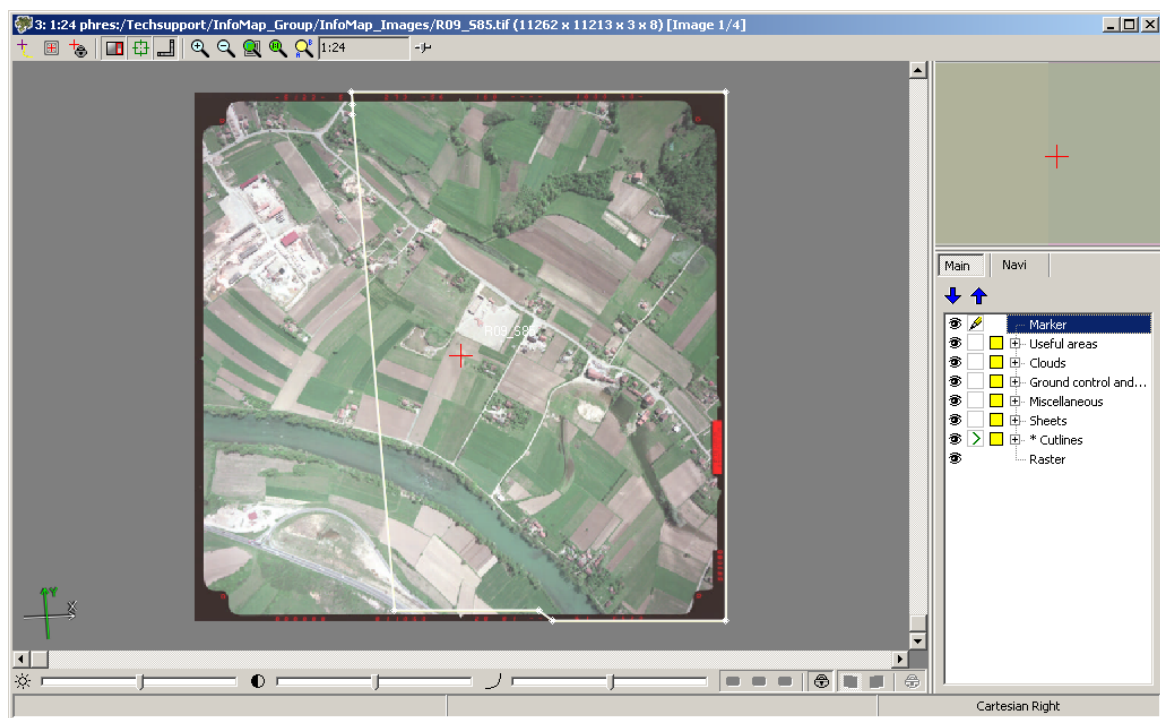 3: 1:24 phres:/Techsupport/InfoMap_Group/InfoMap_Images/R09_S85.tif (11262 x 11213 x 3 x 8) [Image 1/4]
1:24
Main
Navi
Marker
Useful areas
Clouds
Ground control and...
Miscellaneous
Sheets
* Cutlines
Raster
Y
X
Cartesian Right